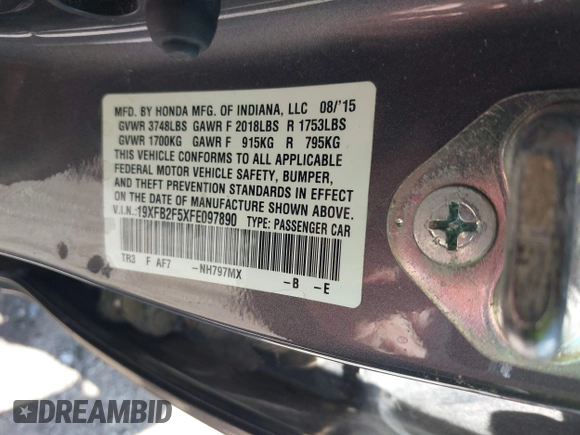 MFD. BY HONDA MFG. OF INDIANA, LLC 08/'15
GVWR 3748LBS GAWR F 2018LBS R 1753LBS
GVWR 1700KG GAWR F 915KG R 795KG
THIS VEHICLE CONFORMS TO ALL APPLICABLE
FEDERAL MOTOR VEHICLE SAFETY, BUMPER,
AND THEFT PREVENTION STANDARDS IN EFFECT
ON THE DATE OF MANUFACTURE SHOWN ABOVE.
V.I.N.: 19XFB2F5XFE097890 TYPE: PASSENGER CAR
TR3 F AF7 -NH797MX -B -E
DREAMBID